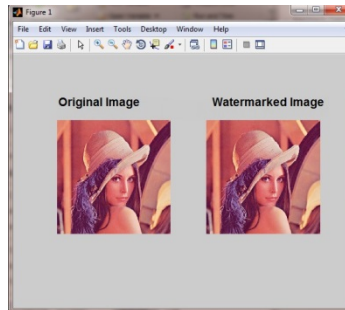 Figure 1
File Edit View Insert Tools Desktop Window Help
Original Image Watermarked Image